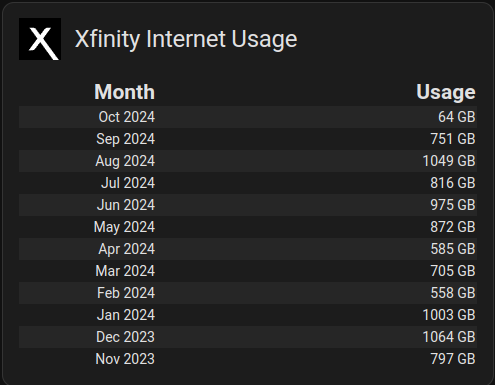 Xfinity Internet Usage
Month Usage
Oct 2024 64 GB
Sep 2024 751 GB
Aug 2024 1049 GB
Jul 2024 816 GB
Jun 2024 975 GB
May 2024 872 GB
Apr 2024 585 GB
Mar 2024 705 GB
Feb 2024 558 GB
Jan 2024 1003 GB
Dec 2023 1064 GB
Nov 2023 797 GB